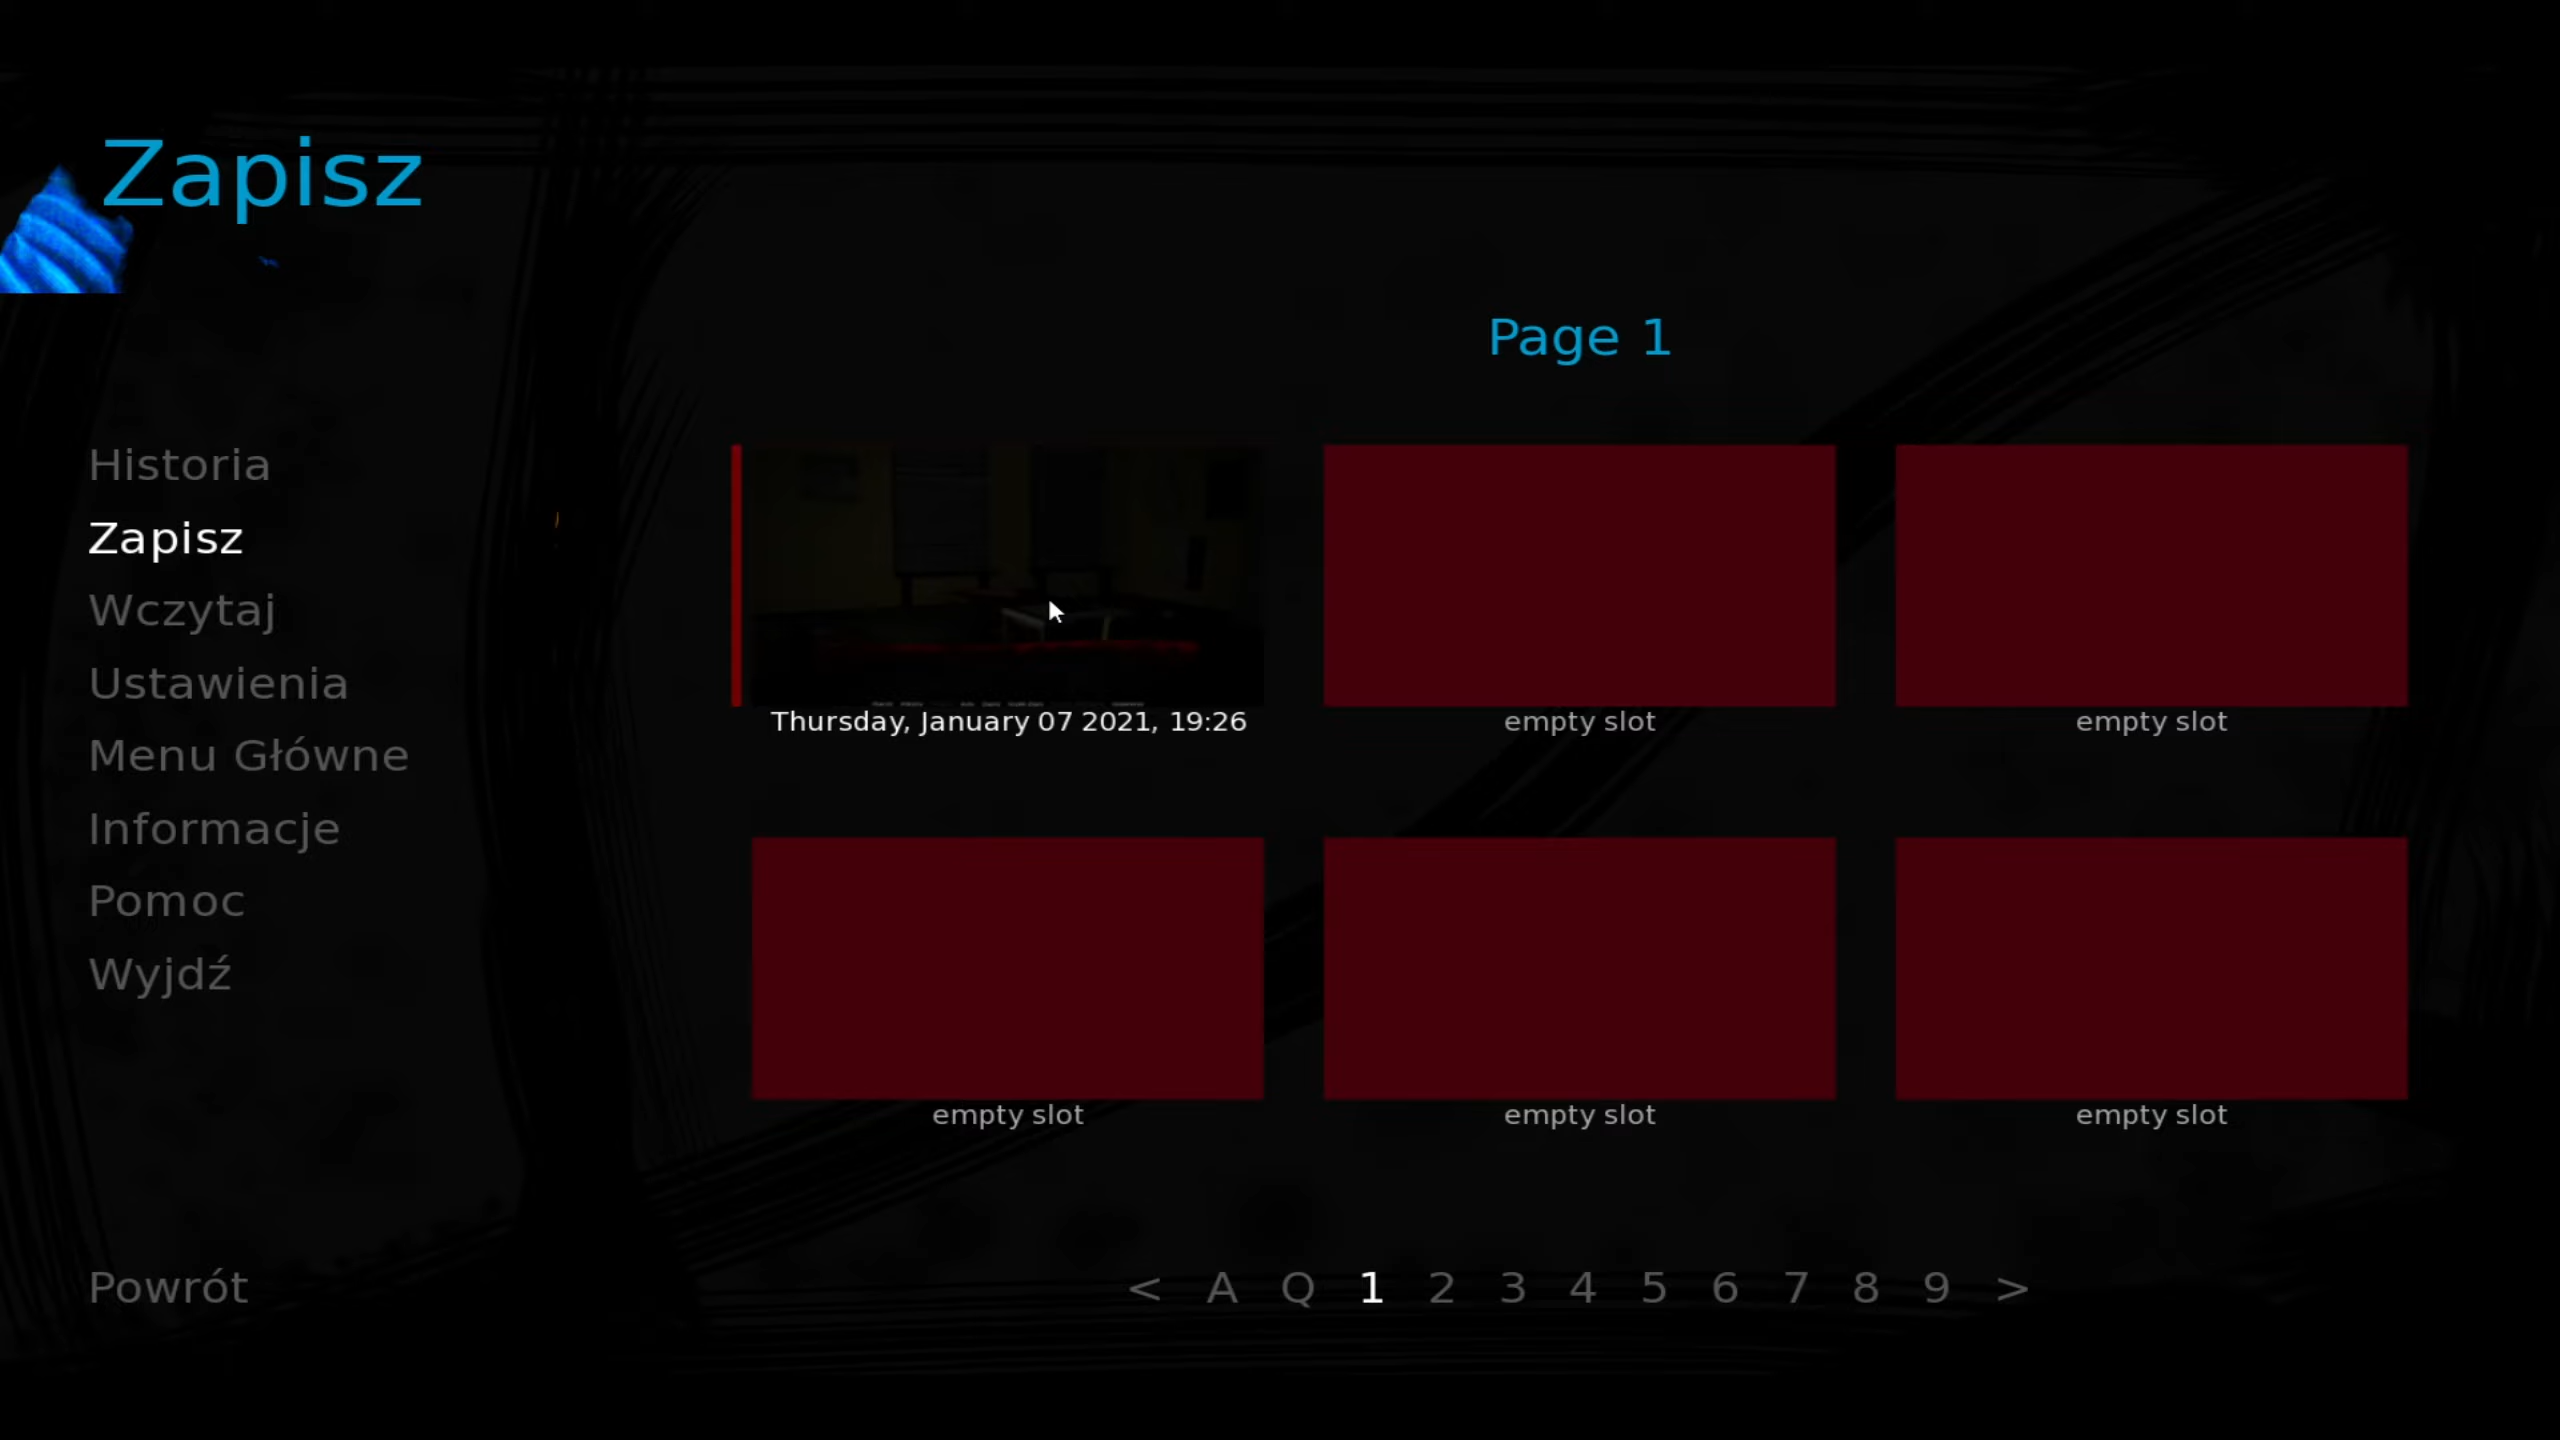 Zapisz
Page 1
Historia
Zapisz
Wczytaj
Ustawienia
Menu Główne
Informacje
Pomoc
Wyjdź
Thursday, January 07 2021, 19:26
empty slot
empty slot
empty slot
empty slot
empty slot
Powrót
< A Q 1 2 3 4 5 6 7 8 9 >